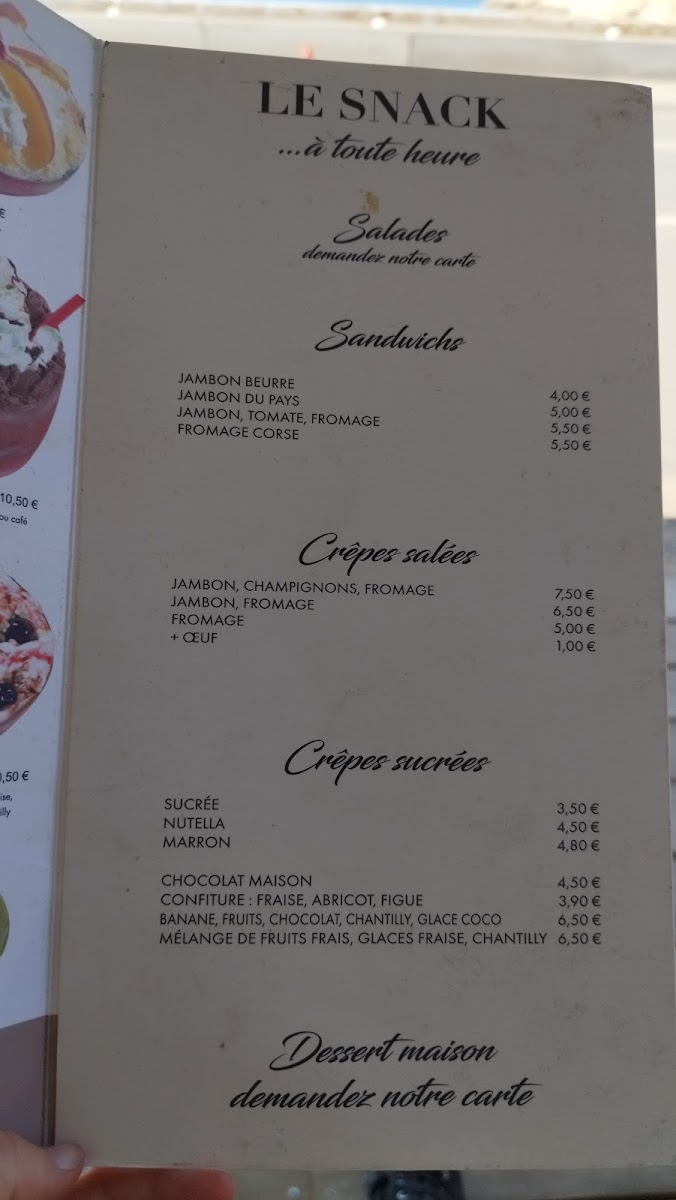 €
10,50 €
ou café
,50 €
LE SNACK
...à toute heure
Salades
demandez notre carte
Sandwichs
JAMBON BEURRE 4,00 €
JAMBON DU PAYS 5,00 €
JAMBON, TOMATE, FROMAGE 5,50 €
FROMAGE CORSE 5,50 €
Crêpes salées
JAMBON, CHAMPIGNONS, FROMAGE 7,50 €
JAMBON, FROMAGE 6,50 €
FROMAGE 5,00 €
+ ŒUF 1,00 €
Crêpes sucrées
SUCRÉE 3,50 €
NUTELLA 4,50 €
MARRON 4,80 €
CHOCOLAT MAISON 4,50 €
CONFITURE : FRAISE, ABRICOT, FIGUE 3,90 €
BANANE, FRUITS, CHOCOLAT, CHANTILLY, GLACE COCO 6,50 €
MÉLANGE DE FRUITS FRAIS, GLACES FRAISE, CHANTILLY 6,50 €
Dessert maison
demandez notre carte